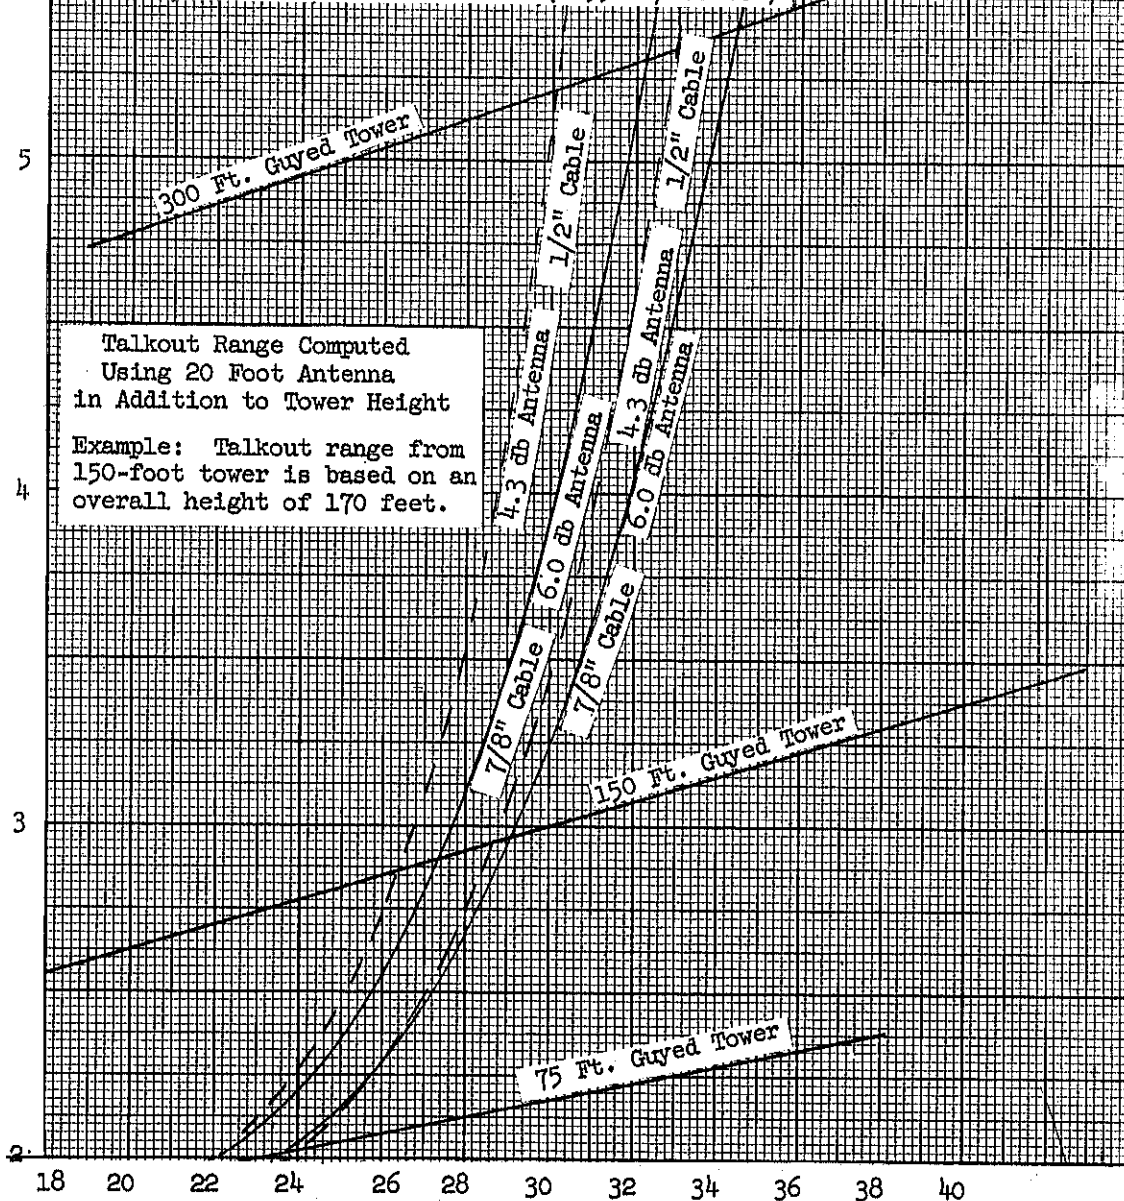 300 Ft. Guyed Tower
5
1/2" Cable
1/2" Cable
4.3 db Antenna
4.3 db Antenna
Talkout Range Computed
Using 20 Foot Antenna
in Addition to Tower Height
Example: Talkout range from
150-foot tower is based on an
overall height of 170 feet.
4
6.0 db Antenna
6.0 db Antenna
7/8" Cable
7/8" Cable
150 Ft. Guyed Tower
3
75 Ft. Guyed Tower
2
18 20 22 24 26 28 30 32 34 36 38 40